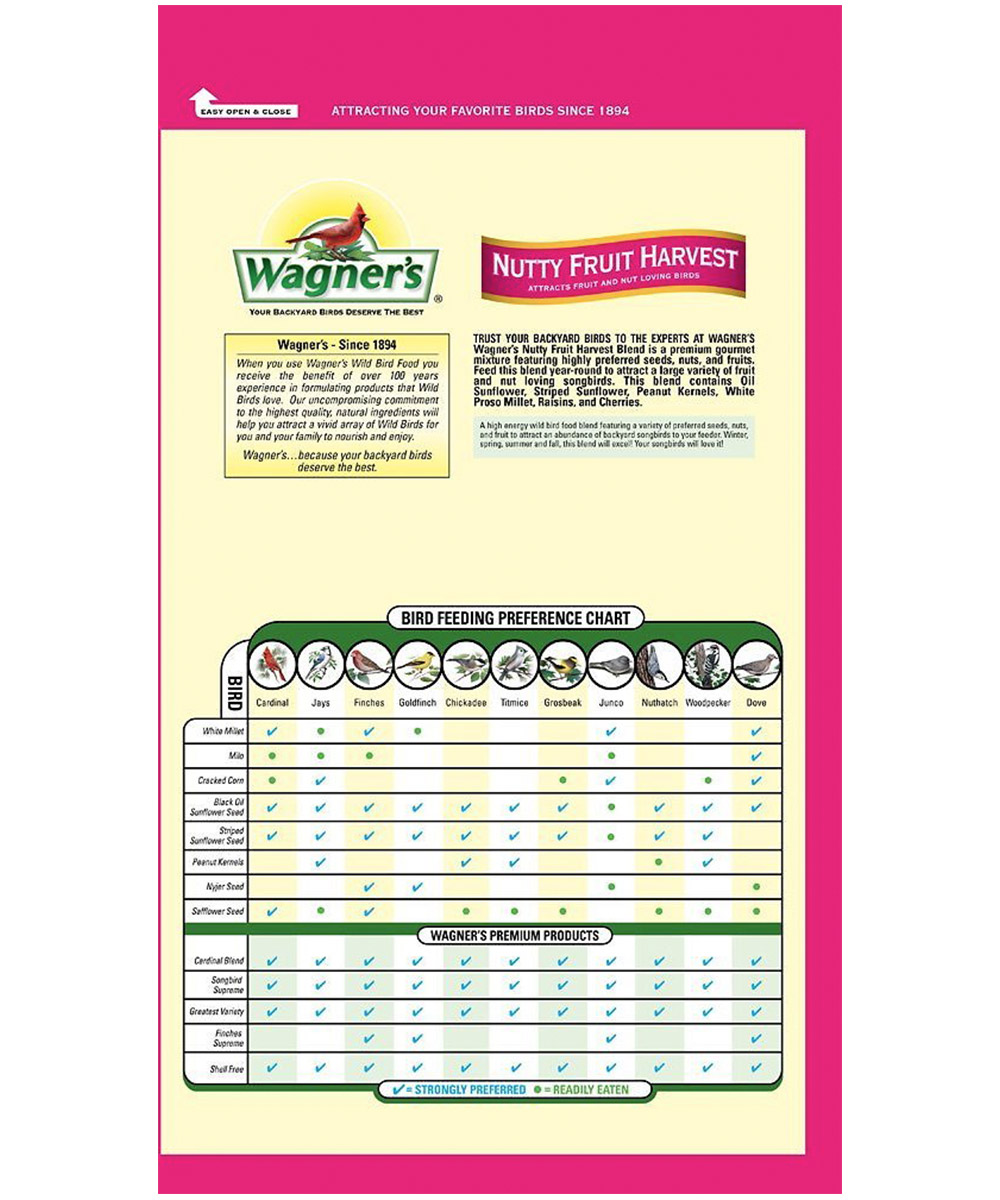 EASY OPEN & CLOSE
ATTRACTING YOUR FAVORITE BIRDS SINCE 1894
Wagner's®
YOUR BACKYARD BIRDS DESERVE THE BEST
NUTTY FRUIT HARVEST
ATTRACTS FRUIT AND NUT LOVING BIRDS
Wagner's - Since 1894
When you use Wagner's Wild Bird Food you
receive the benefit of over 100 years
experience in formulating products that Wild
Birds love. Our uncompromising commitment
to the highest quality, natural ingredients will
help you attract a vivid array of Wild Birds for
you and your family to nourish and enjoy.
Wagner's...because your backyard birds
deserve the best.
TRUST YOUR BACKYARD BIRDS TO THE EXPERTS AT WAGNER'S
Wagner's Nutty Fruit Harvest Blend is a premium gourmet
mixture featuring highly preferred seeds, nuts, and fruits.
Feed this blend year-round to attract a large variety of fruit
and nut loving songbirds. This blend contains Oil
Sunflower, Striped Sunflower, Peanut Kernels, White
Proso Millet, Raisins, and Cherries.
A high energy wild bird food blend featuring a variety of preferred seeds, nuts,
and fruit to attract an abundance of backyard songbirds to your feeder. Winter,
spring, summer and fall, this blend will excel! Your songbirds will love it!
BIRD FEEDING PREFERENCE CHART
BIRD
Cardinal Jays Finches Goldfinch Chickadee Titmice Grosbeak Junco Nuthatch Woodpecker Dove
White Millet
Milo
Cracked Corn
Black Oil
Sunflower Seed
Striped
Sunflower Seed
Peanut Kernels
Nyjer Seed
Safflower Seed
WAGNER'S PREMIUM PRODUCTS
Cardinal Blend
Songbird
Supreme
Greatest Variety
Finches
Supreme
Shell Free
✓ = STRONGLY PREFERRED ● = READILY EATEN